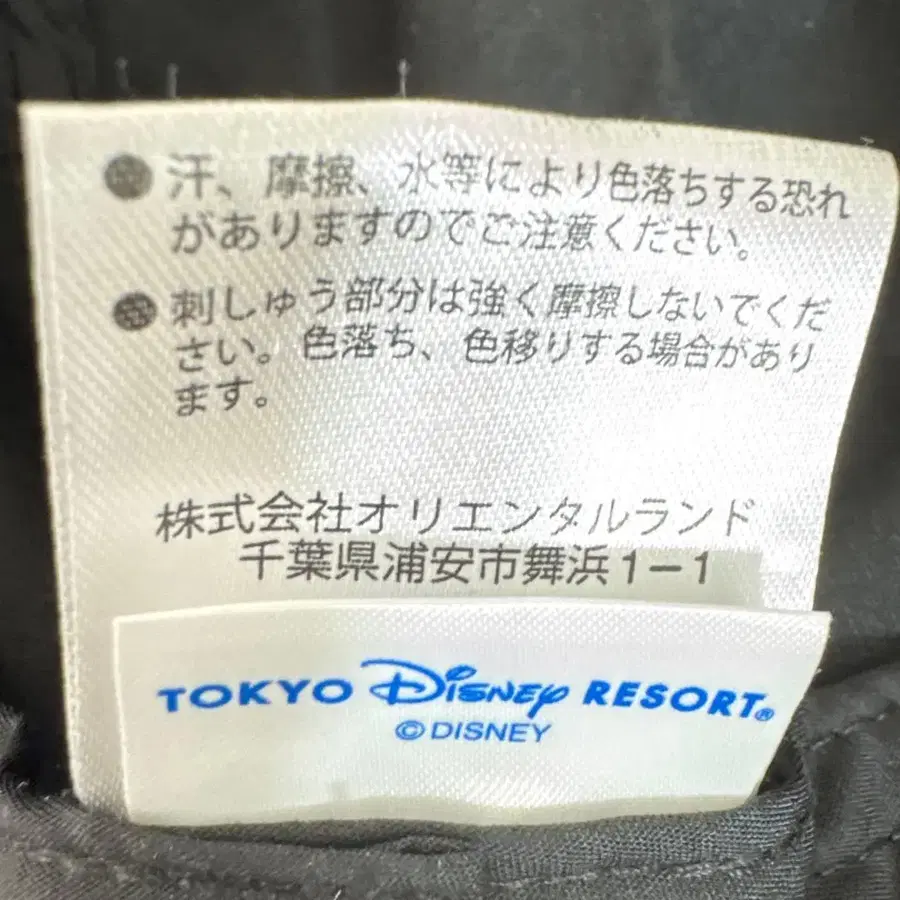 ●汗、摩擦、水等により色落ちする恐れ
がありますのでご注意ください。
●刺しゅう部分は強く摩擦しないでくだ
さい。色落ち、色移りする場合があり
ます。
株式会社オリエンタルランド
千葉県浦安市舞浜1−1
TOKYO Disney RESORT®
©DISNEY